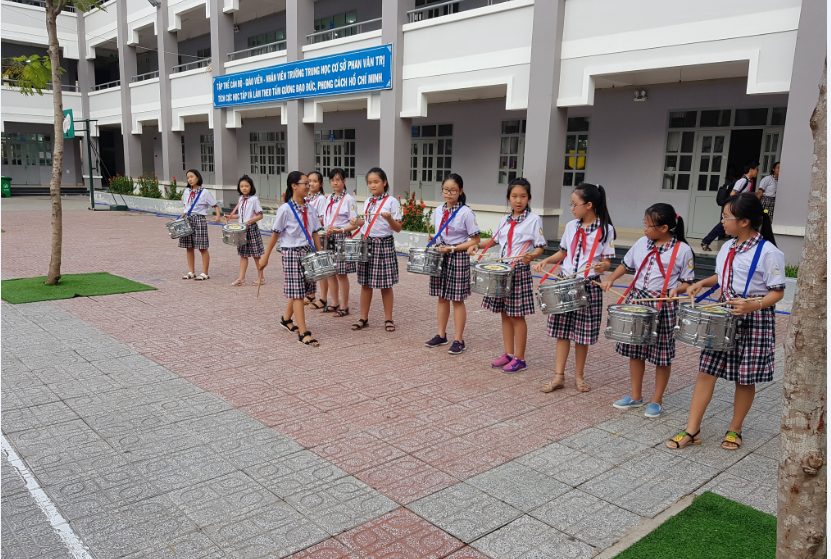 TẬP THỂ CÁN BỘ - GIÁO VIÊN - NHÂN VIÊN TRƯỜNG TRUNG HỌC CƠ SỞ PHAN VĂN TRỊ
TÍCH CỰC HỌC TẬP VÀ LÀM THEO TẤM GƯƠNG ĐẠO ĐỨC, PHONG CÁCH HỒ CHÍ MINH